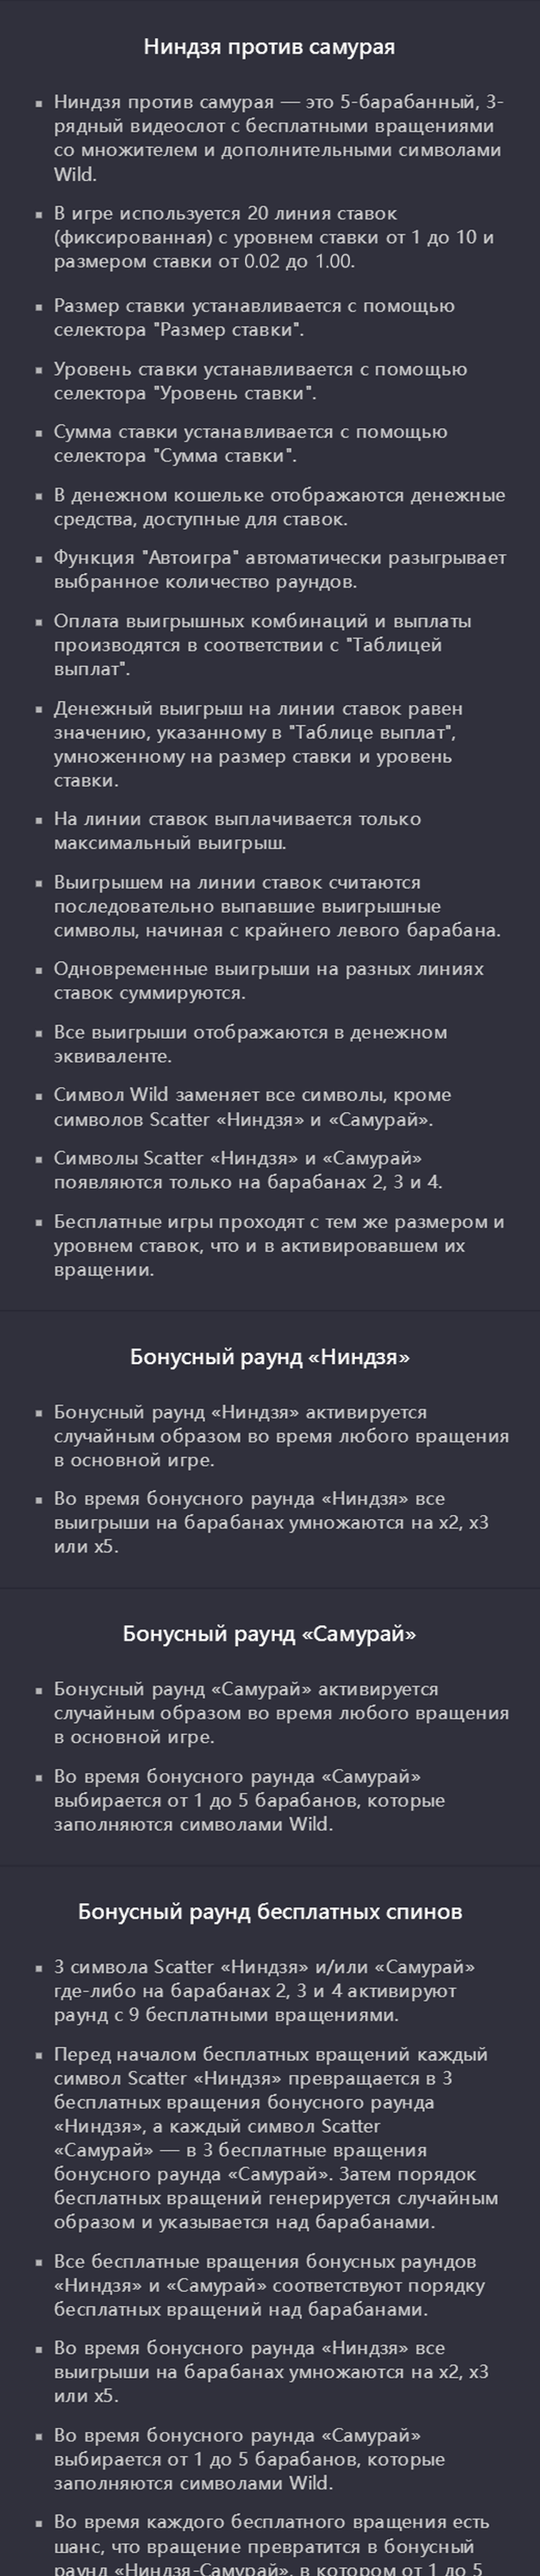 Ниндзя против самурая
Ниндзя против самурая — это 5-барабанный, 3-
рядный видеослот с бесплатными вращениями
со множителем и дополнительными символами
Wild.
В игре используется 20 линия ставок
(фиксированная) с уровнем ставки от 1 до 10 и
размером ставки от 0.02 до 1.00.
Размер ставки устанавливается с помощью
селектора "Размер ставки".
Уровень ставки устанавливается с помощью
селектора "Уровень ставки".
Сумма ставки устанавливается с помощью
селектора "Сумма ставки".
В денежном кошельке отображаются денежные
средства, доступные для ставок.
Функция "Автоигра" автоматически разыгрывает
выбранное количество раундов.
Оплата выигрышных комбинаций и выплаты
производятся в соответствии с "Таблицей
выплат".
Денежный выигрыш на линии ставок равен
значению, указанному в "Таблице выплат",
умноженному на размер ставки и уровень
ставки.
На линии ставок выплачивается только
максимальный выигрыш.
Выигрышем на линии ставок считаются
последовательно выпавшие выигрышные
символы, начиная с крайнего левого барабана.
Одновременные выигрыши на разных линиях
ставок суммируются.
Все выигрыши отображаются в денежном
эквиваленте.
Символ Wild заменяет все символы, кроме
символов Scatter «Ниндзя» и «Самурай».
Символы Scatter «Ниндзя» и «Самурай»
появляются только на барабанах 2, 3 и 4.
Бесплатные игры проходят с тем же размером и
уровнем ставок, что и в активировавшем их
вращении.
Бонусный раунд «Ниндзя»
Бонусный раунд «Ниндзя» активируется
случайным образом во время любого вращения
в основной игре.
Во время бонусного раунда «Ниндзя» все
выигрыши на барабанах умножаются на x2, x3
или x5.
Бонусный раунд «Самурай»
Бонусный раунд «Самурай» активируется
случайным образом во время любого вращения
в основной игре.
Во время бонусного раунда «Самурай»
выбирается от 1 до 5 барабанов, которые
заполняются символами Wild.
Бонусный раунд бесплатных спинов
3 символа Scatter «Ниндзя» и/или «Самурай»
где-либо на барабанах 2, 3 и 4 активируют
раунд с 9 бесплатными вращениями.
Перед началом бесплатных вращений каждый
символ Scatter «Ниндзя» превращается в 3
бесплатных вращения бонусного раунда
«Ниндзя», а каждый символ Scatter
«Самурай» — в 3 бесплатные вращения
бонусного раунда «Самурай». Затем порядок
бесплатных вращений генерируется случайным
образом и указывается над барабанами.
Все бесплатные вращения бонусных раундов
«Ниндзя» и «Самурай» соответствуют порядку
бесплатных вращений над барабанами.
Во время бонусного раунда «Ниндзя» все
выигрыши на барабанах умножаются на x2, x3
или x5.
Во время бонусного раунда «Самурай»
выбирается от 1 до 5 барабанов, которые
заполняются символами Wild.
Во время каждого бесплатного вращения есть
шанс, что вращение превратится в бонусный
раунд «Ниндзя-Самурай», в котором от 1 до 5